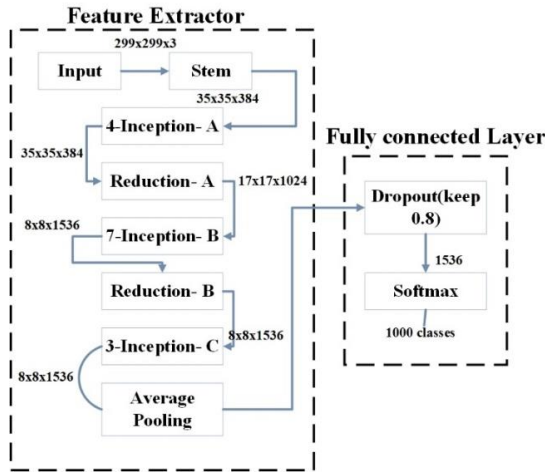 Feature Extractor
299x299x3
Input
Stem
35x35x384
4-Inception- A
35x35x384
Reduction- A
17x17x1024
7-Inception- B
8x8x1536
Reduction- B
8x8x1536
3-Inception- C
8x8x1536
Average
Pooling
Fully connected Layer
Dropout(keep
0.8)
1536
Softmax
1000 classes